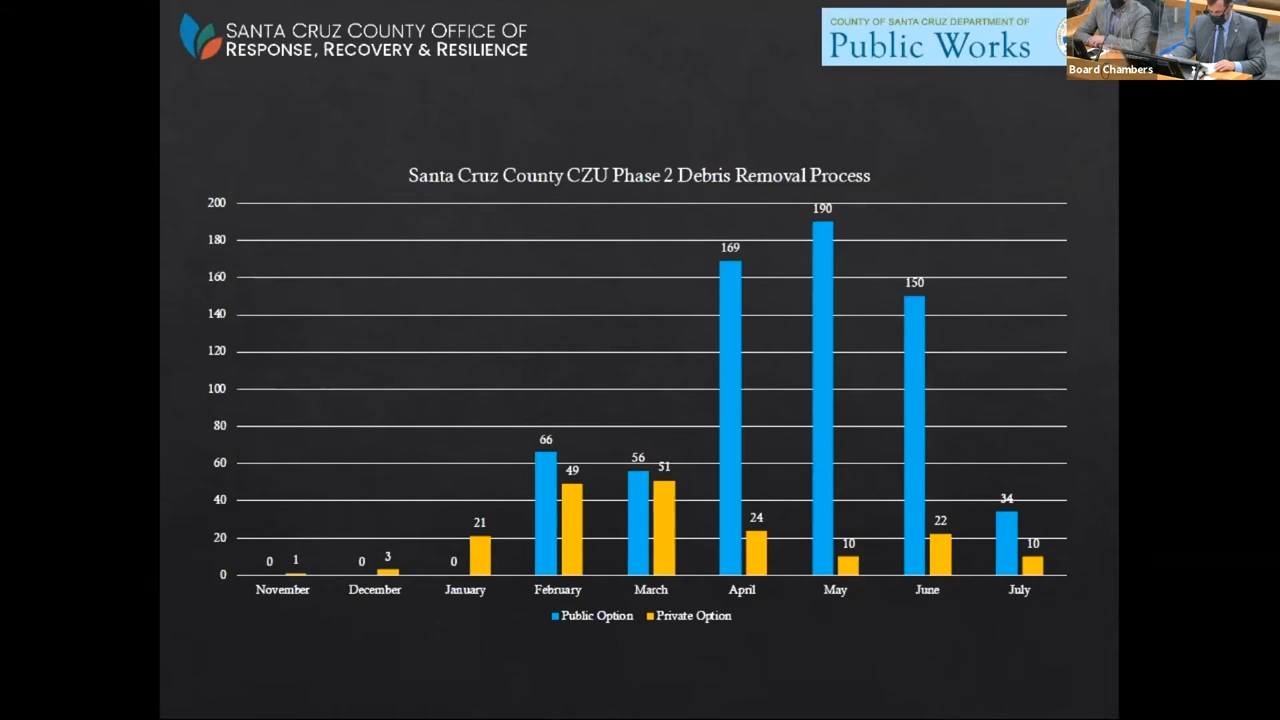 SANTA CRUZ COUNTY OFFICE OF
RESPONSE, RECOVERY & RESILIENCE
COUNTY OF SANTA CRUZ DEPARTMENT OF
Public Works
Board Chambers
Santa Cruz County CZU Phase 2 Debris Removal Process
200
180
160
140
120
100
80
60
40
20
0
0 1
0 3
0 21
66 49
56 51
169 24
190 10
150 22
34 10
November December January February March April May June July
Public Option Private Option